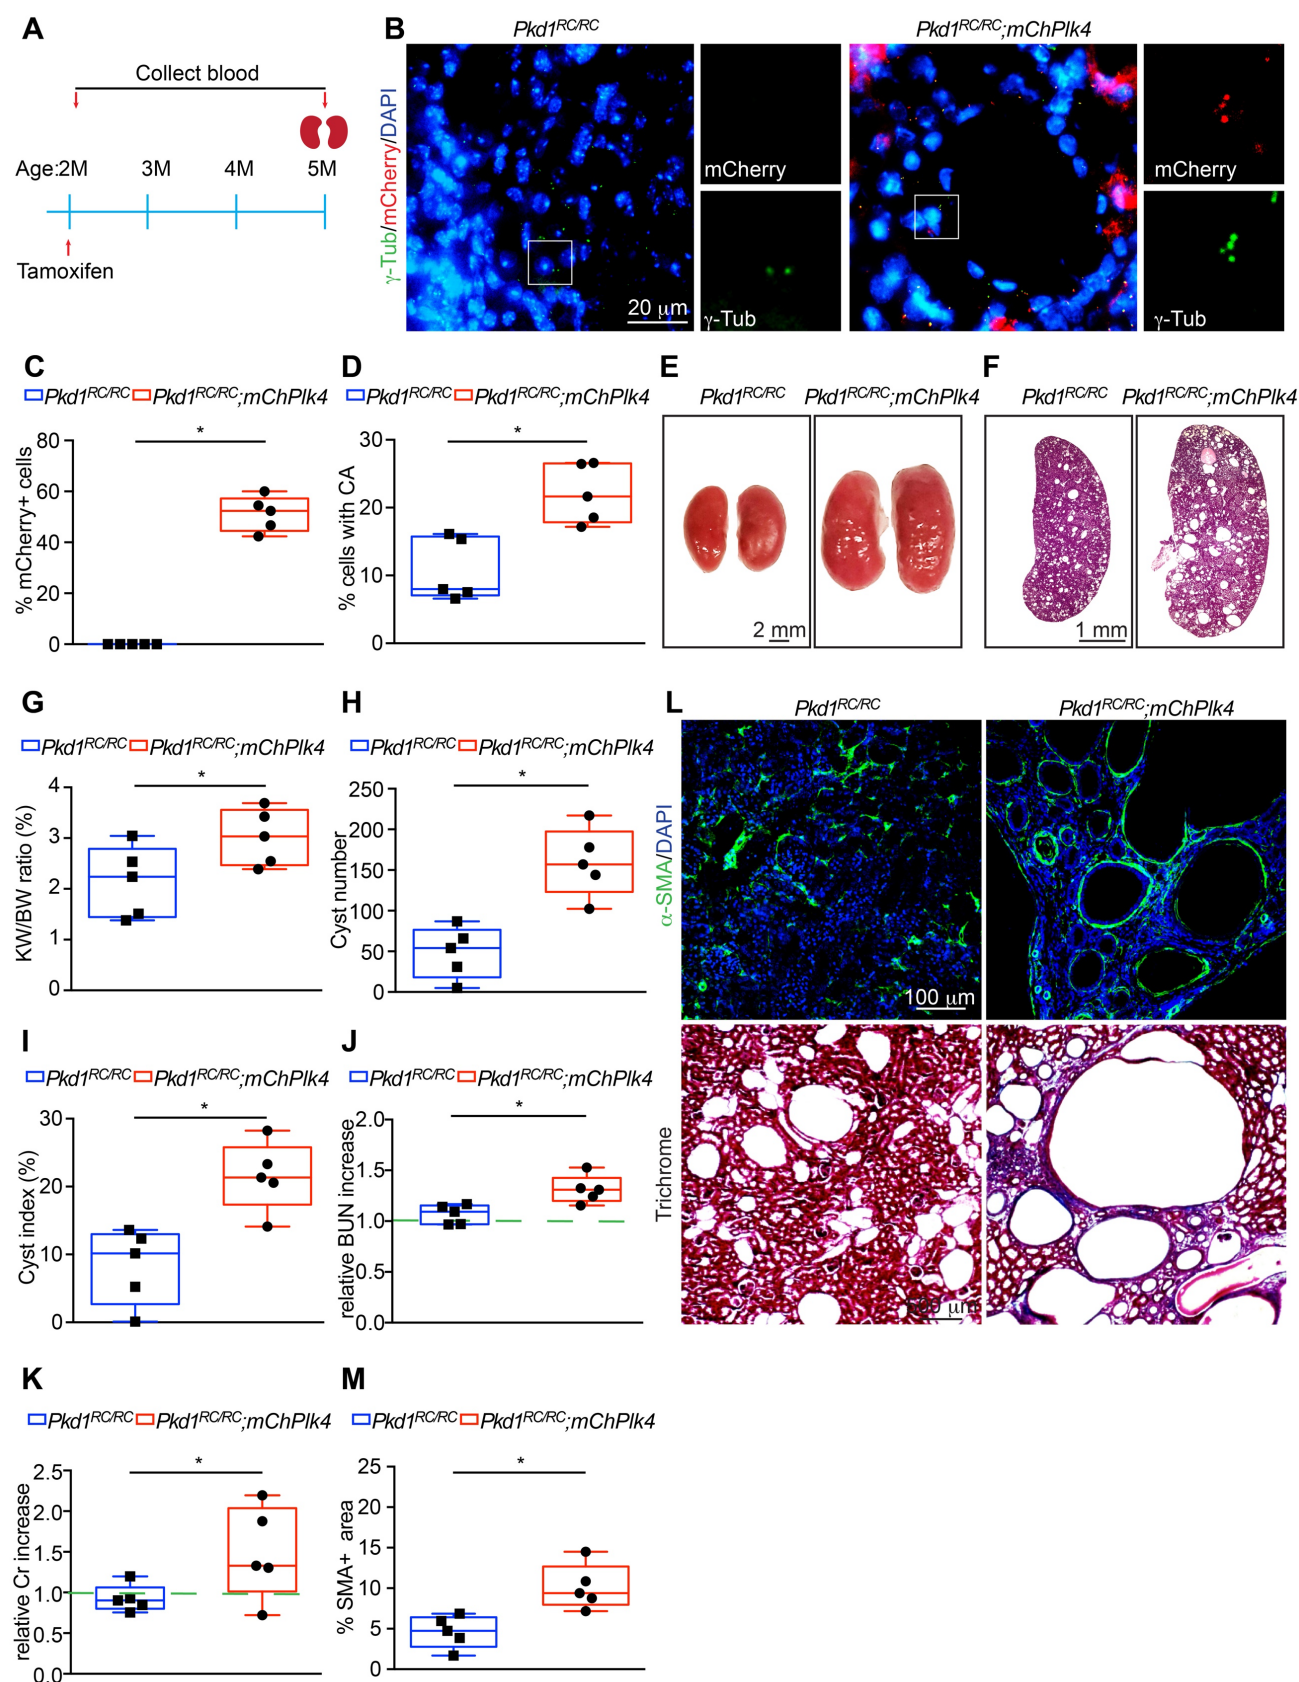 A
Collect blood
Age:2M 3M 4M 5M
Tamoxifen
B
Pkd1RC/RC
Pkd1RC/RC;mChPlk4
γ-Tub/mCherry/DAPI
20 μm
mCherry
γ-Tub
mCherry
γ-Tub
C
Pkd1RC/RC Pkd1RC/RC;mChPlk4
% mCherry+ cells
80
60
40
20
0
*
D
Pkd1RC/RC Pkd1RC/RC;mChPlk4
% cells with CA
30
20
10
0
*
E
Pkd1RC/RC Pkd1RC/RC;mChPlk4
2 mm
F
Pkd1RC/RC Pkd1RC/RC;mChPlk4
1 mm
G
Pkd1RC/RC Pkd1RC/RC;mChPlk4
KW/BW ratio (%)
4
3
2
1
0
*
H
Pkd1RC/RC Pkd1RC/RC;mChPlk4
Cyst number
250
200
150
100
50
0
*
I
Pkd1RC/RC Pkd1RC/RC;mChPlk4
Cyst index (%)
30
20
10
0
*
J
Pkd1RC/RC Pkd1RC/RC;mChPlk4
relative BUN increase
2.0
1.5
1.0
0.5
0.0
*
L
Pkd1RC/RC Pkd1RC/RC;mChPlk4
α-SMA/DAPI
100 μm
Trichrome
μm
K
Pkd1RC/RC Pkd1RC/RC;mChPlk4
relative Cr increase
2.5
2.0
1.5
1.0
0.5
0.0
*
M
Pkd1RC/RC Pkd1RC/RC;mChPlk4
% SMA+ area
25
20
15
10
5
0
*